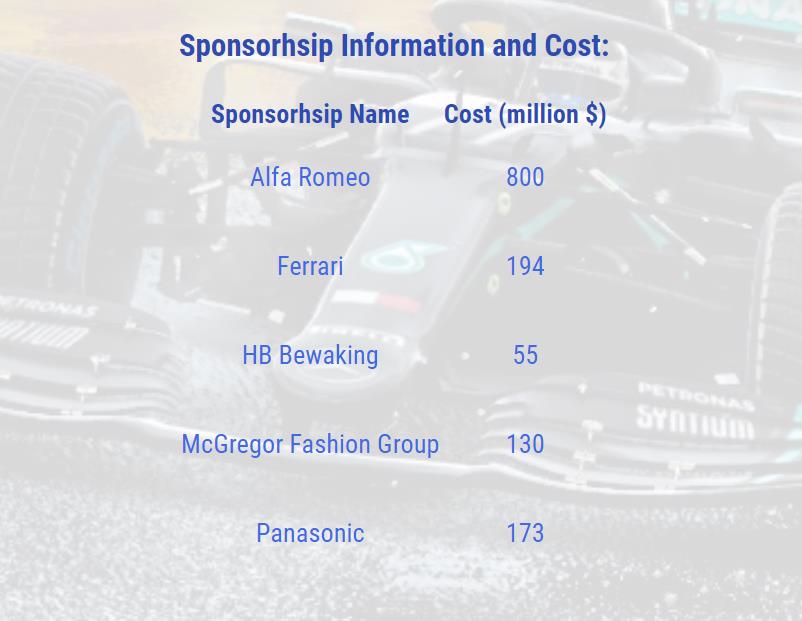 Sponsorhsip Information and Cost:
Sponsorhsip Name Cost (million $)
Alfa Romeo 800
Ferrari 194
HB Bewaking 55
McGregor Fashion Group 130
Panasonic 173
PIRELLI
PETRONAS
PETRONAS
SYNTIUM